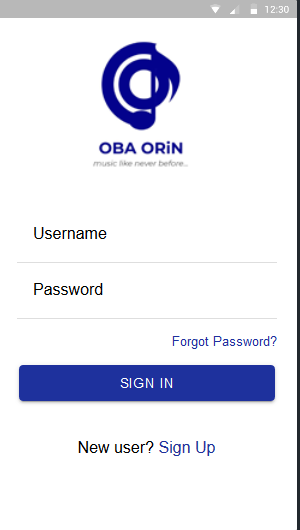 12:30
OBA ORiN
music like never before...
Username
Password
Forgot Password?
SIGN IN
New user? Sign Up